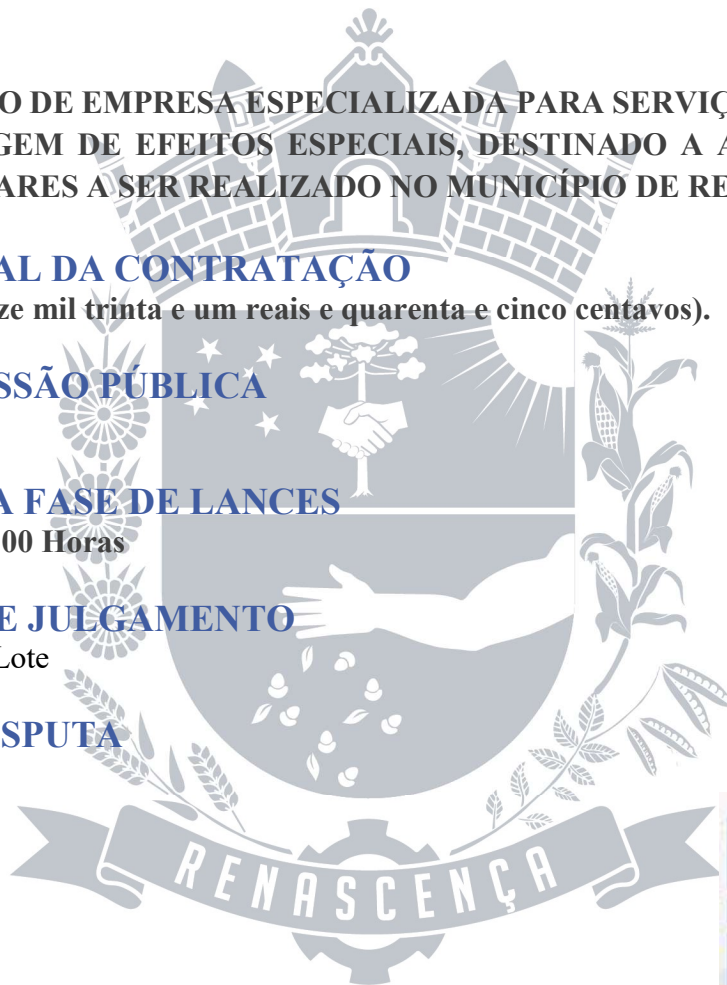 O DE EMPRESA ESPECIALIZADA PARA SERVIÇ
GEM DE EFEITOS ESPECIAIS, DESTINADO A A
ARES A SER REALIZADO NO MUNICÍPIO DE RE
AL DA CONTRATAÇÃO
ze mil trinta e um reais e quarenta e cinco centavos).
SSÃO PÚBLICA
A FASE DE LANCES
00 Horas
E JULGAMENTO
Lote
SPUTA
RENASCENÇA